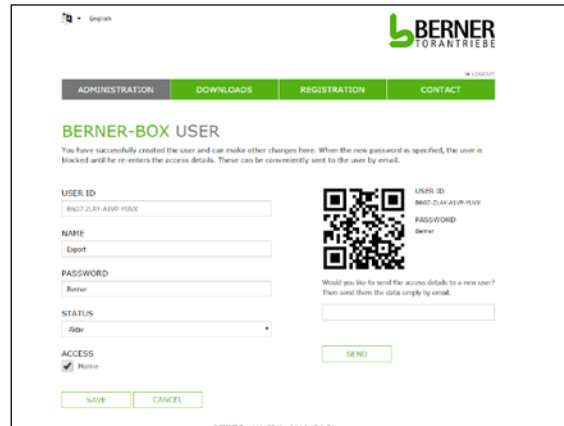 English
BERNER
TORANTRIEBE
LOGOUT
ADMINISTRATION
DOWNLOADS
REGISTRATION
CONTACT
BERNER-BOX USER
You have successfully created the user and can make other changes here. When the new password is specified, the user is
blocked until he re-enters the access details. These can be conveniently sent to the user by email.
USER ID
NAME
Export
PASSWORD
Berner
STATUS
Aktiv
ACCESS
Home
SAVE
CANCEL
USER ID
PASSWORD
Berner
Would you like to send the access details to a new user?
Then send them the data simply by email.
SEND